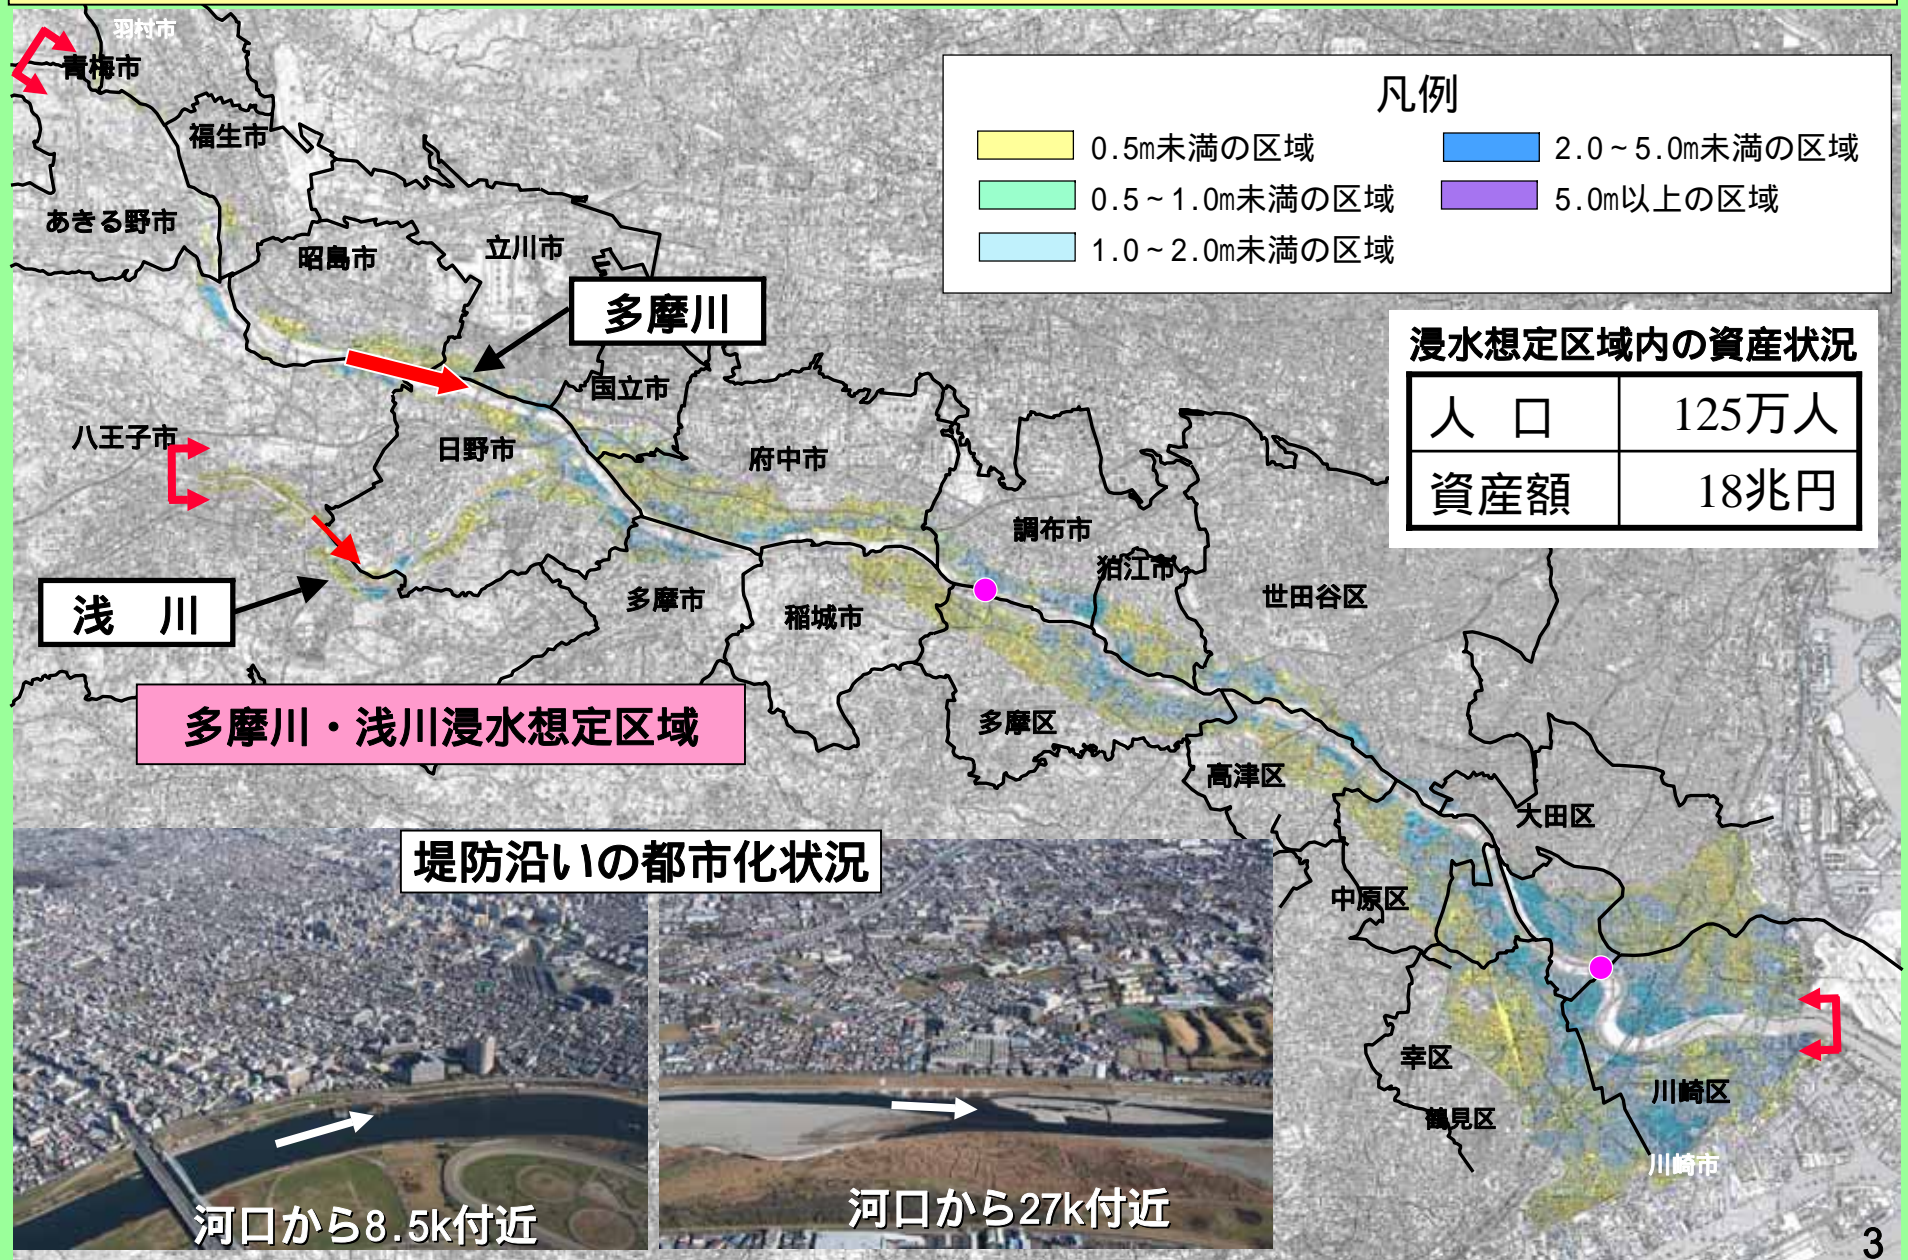 羽村市
青梅市
福生市
あきる野市
昭島市
立川市
凡例
0.5m未満の区域
0.5~1.0m未満の区域
1.0~2.0m未満の区域
2.0~5.0m未満の区域
5.0m以上の区域
多摩川
浸水想定区域内の資産状況
人 口 125万人
資産額 18兆円
国立市
八王子市
日野市
府中市
調布市
狛江市
世田谷区
浅 川
多摩市
稲城市
多摩川・浅川浸水想定区域
多摩区
高津区
大田区
堤防沿いの都市化状況
中原区
幸区
川崎区
鶴見区
川崎市
河口から8.5k付近
河口から27k付近
3